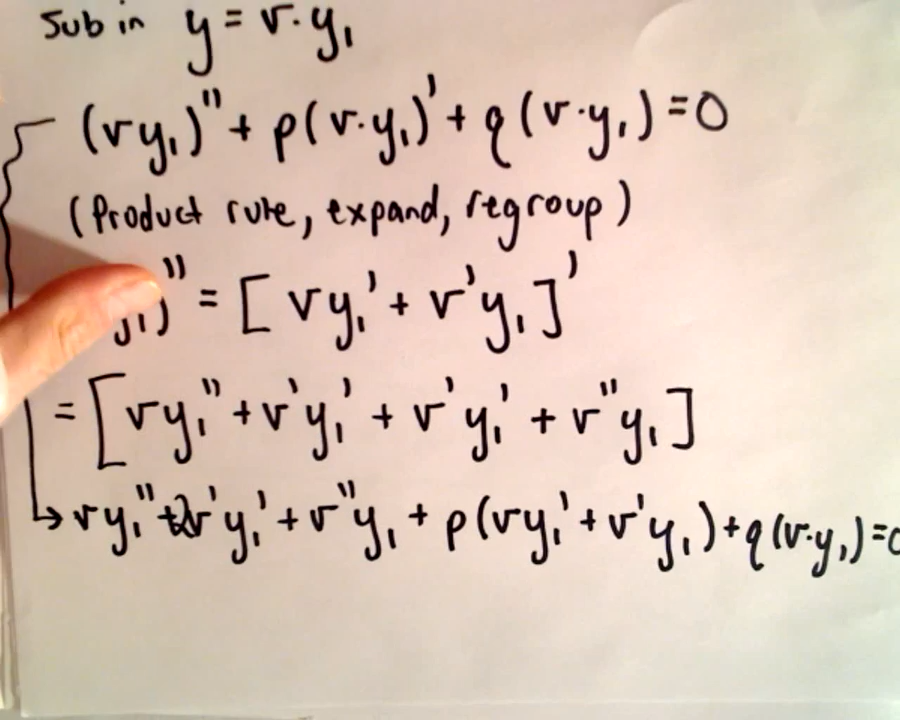 Sub in y = v · y₁
(vy₁)'' + p(v·y₁)' + q(v·y₁) = 0
(Product rule, expand, regroup)
y₁)'' = [vy₁' + v'y₁]'
= [vy₁'' + v'y₁' + v'y₁' + v''y₁]
↳ vy₁'' + 2v'y₁' + v''y₁ + p(vy₁' + v'y₁) + q(v·y₁) = 0